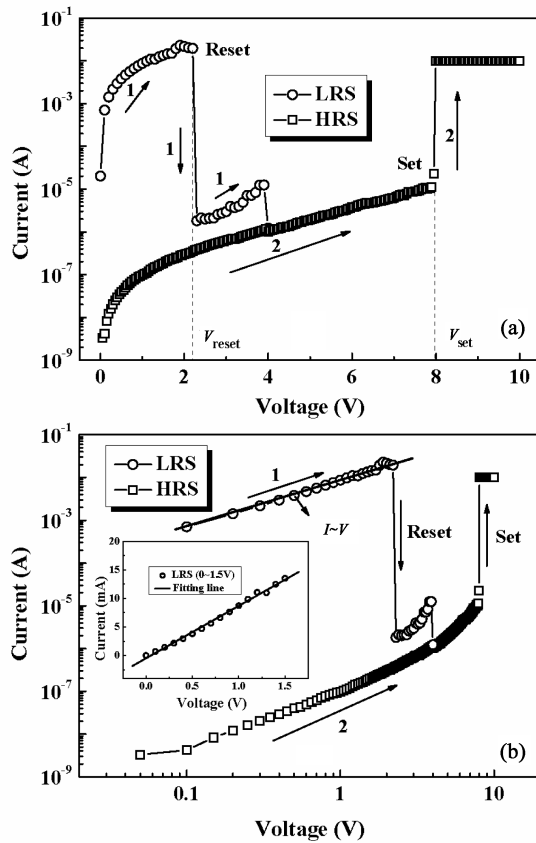 10^-1
10^-3
10^-5
10^-7
10^-9
Current (A)
Reset
1
LRS
HRS
1
1
2
Set
2
V_reset
V_set
(a)
0 2 4 6 8 10
Voltage (V)
10^-1
10^-3
10^-5
10^-7
10^-9
Current (A)
LRS
HRS
1
I~V
Reset
Set
20
15
10
5
0
Current (mA)
LRS (0~1.5V)
Fitting line
0.0 0.5 1.0 1.5
Voltage (V)
2
(b)
0.1 1 10
Voltage (V)